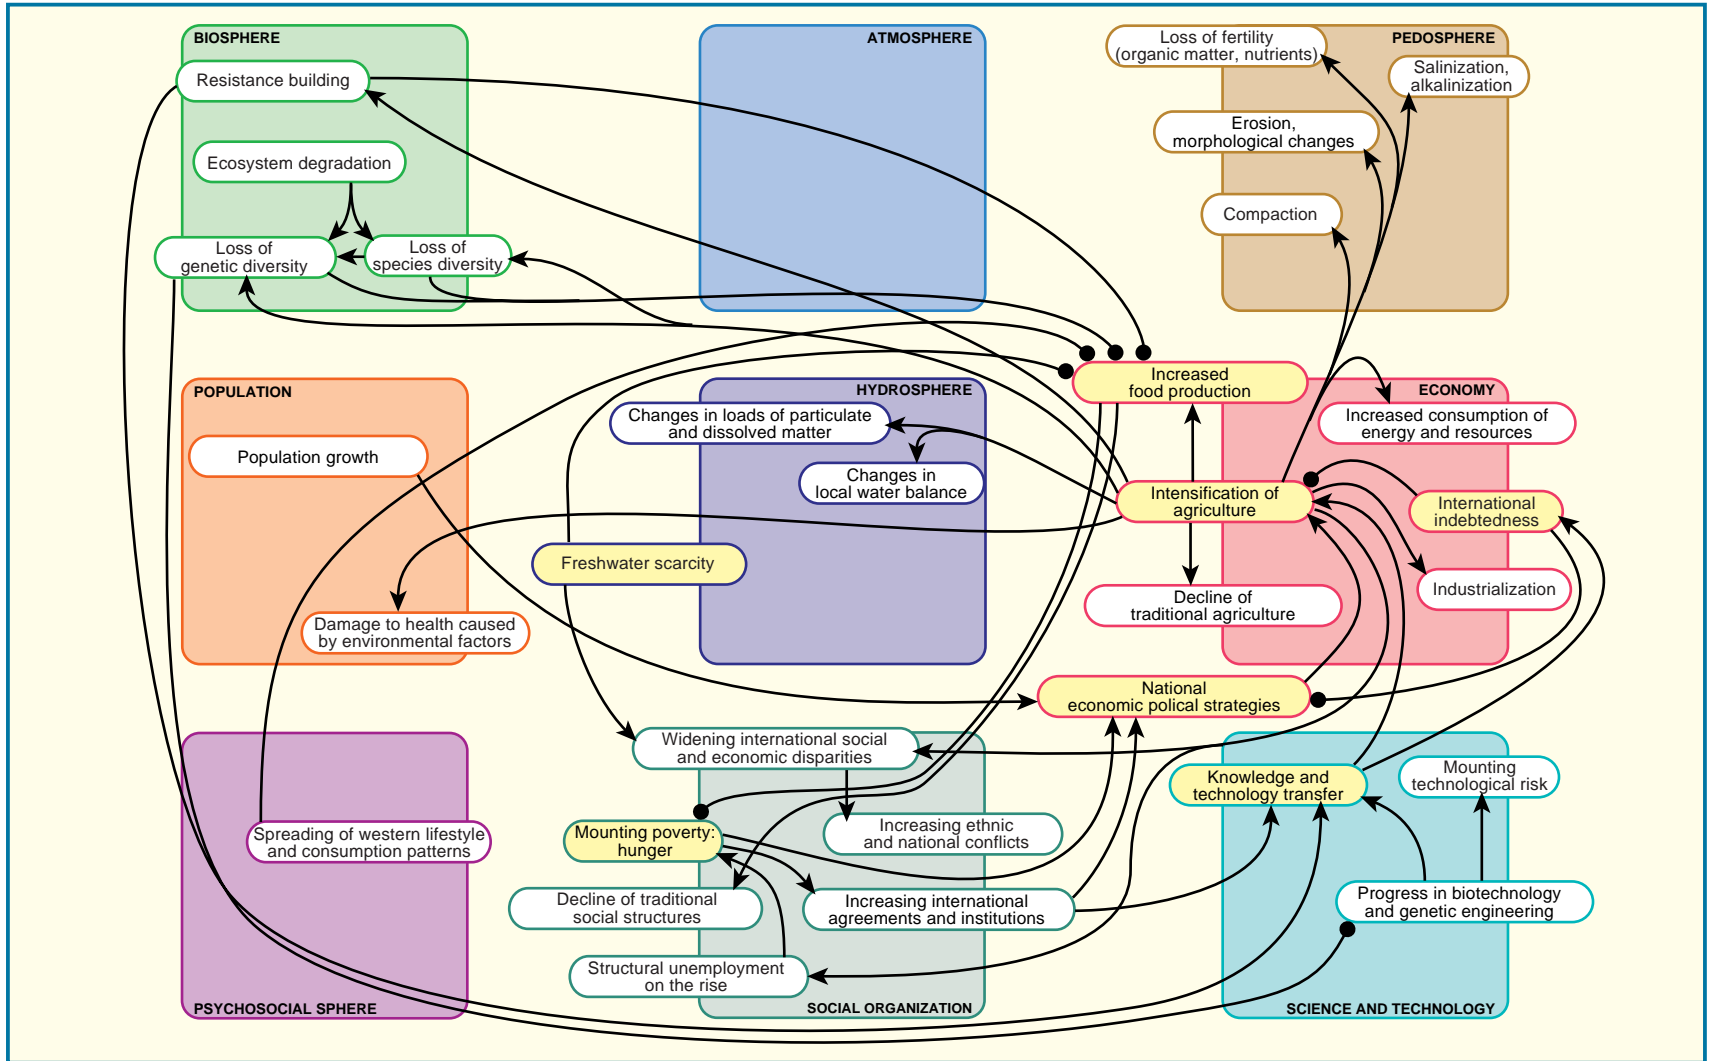 BIOSPHERE
Resistance building
Ecosystem degradation
Loss of
genetic diversity
Loss of
species diversity
ATMOSPHERE
PEDOSPHERE
Loss of fertility
(organic matter, nutrients)
Salinization,
alkalinization
Erosion,
morphological changes
Compaction
POPULATION
Population growth
Damage to health caused
by environmental factors
HYDROSPHERE
Changes in loads of particulate
and dissolved matter
Changes in
local water balance
Freshwater scarcity
ECONOMY
Increased
food production
Increased consumption of
energy and resources
Intensification of
agriculture
International
indebtedness
Decline of
traditional agriculture
Industrialization
National
economic polical strategies
PSYCHOSOCIAL SPHERE
Spreading of western lifestyle
and consumption patterns
SOCIAL ORGANIZATION
Widening international social
and economic disparities
Mounting poverty:
hunger
Increasing ethnic
and national conflicts
Decline of traditional
social structures
Increasing international
agreements and institutions
Structural unemployment
on the rise
SCIENCE AND TECHNOLOGY
Knowledge and
technology transfer
Mounting
technological risk
Progress in biotechnology
and genetic engineering